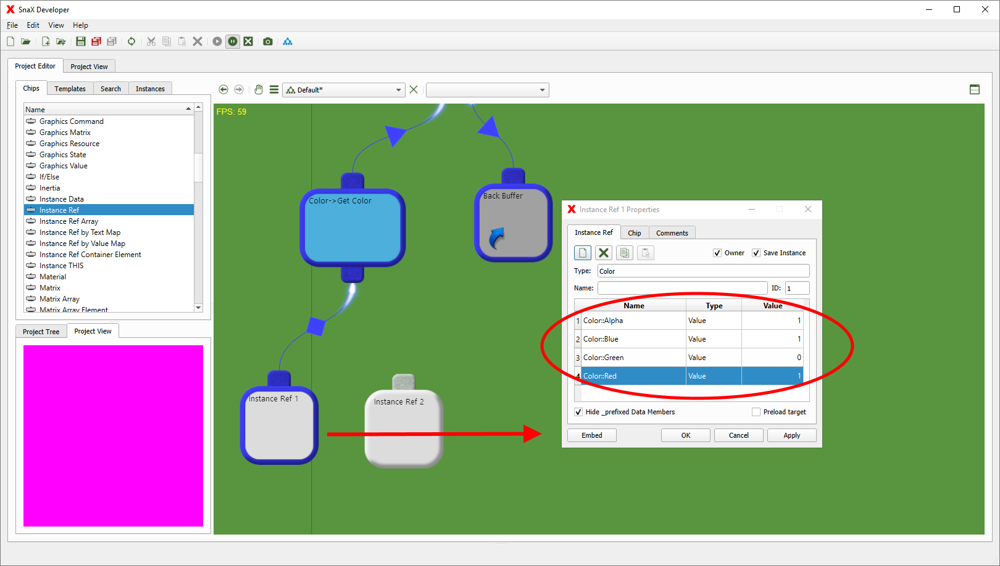 SnaX Developer
File Edit View Help
Project Editor Project View
Chips Templates Search Instances
Default*
Name
Graphics Command
Graphics Matrix
Graphics Resource
Graphics State
Graphics Value
If/Else
Inertia
Instance Data
Instance Ref
Instance Ref Array
Instance Ref by Text Map
Instance Ref by Value Map
Instance Ref Container Element
Instance THIS
Material
Matrix
Matrix Array
Matrix Array Element
Project Tree Project View
FPS: 59
Color->Get Color
Back Buffer
Instance Ref 1
Instance Ref 2
Instance Ref 1 Properties
Instance Ref Chip Comments
Owner Save Instance
Type: Color
Name: ID: 1
Name Type Value
1 Color::Alpha Value 1
2 Color::Blue Value 1
3 Color::Green Value 0
4 Color::Red Value 1
Hide _prefixed Data Members Preload target
Embed OK Cancel Apply